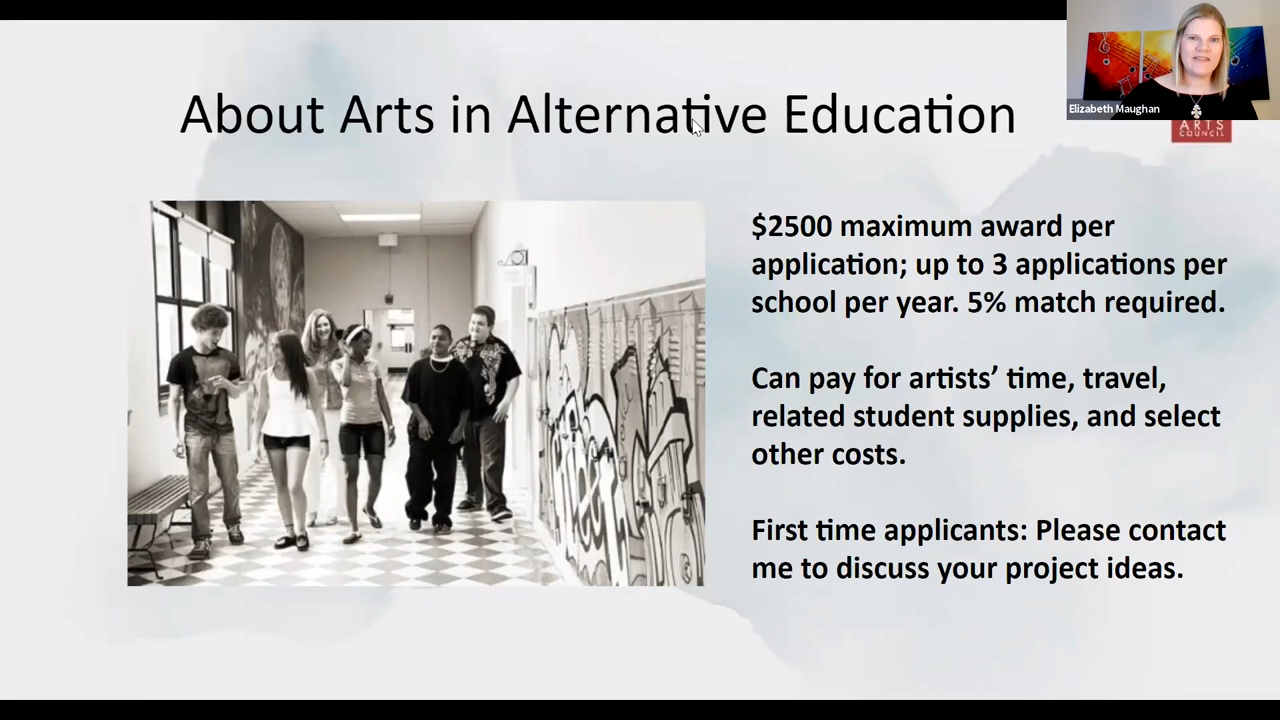 About Arts in Alternative Education
Elizabeth Maughan
ARTS
COUNCIL
$2500 maximum award per
application; up to 3 applications per
school per year. 5% match required.
Can pay for artists’ time, travel,
related student supplies, and select
other costs.
First time applicants: Please contact
me to discuss your project ideas.